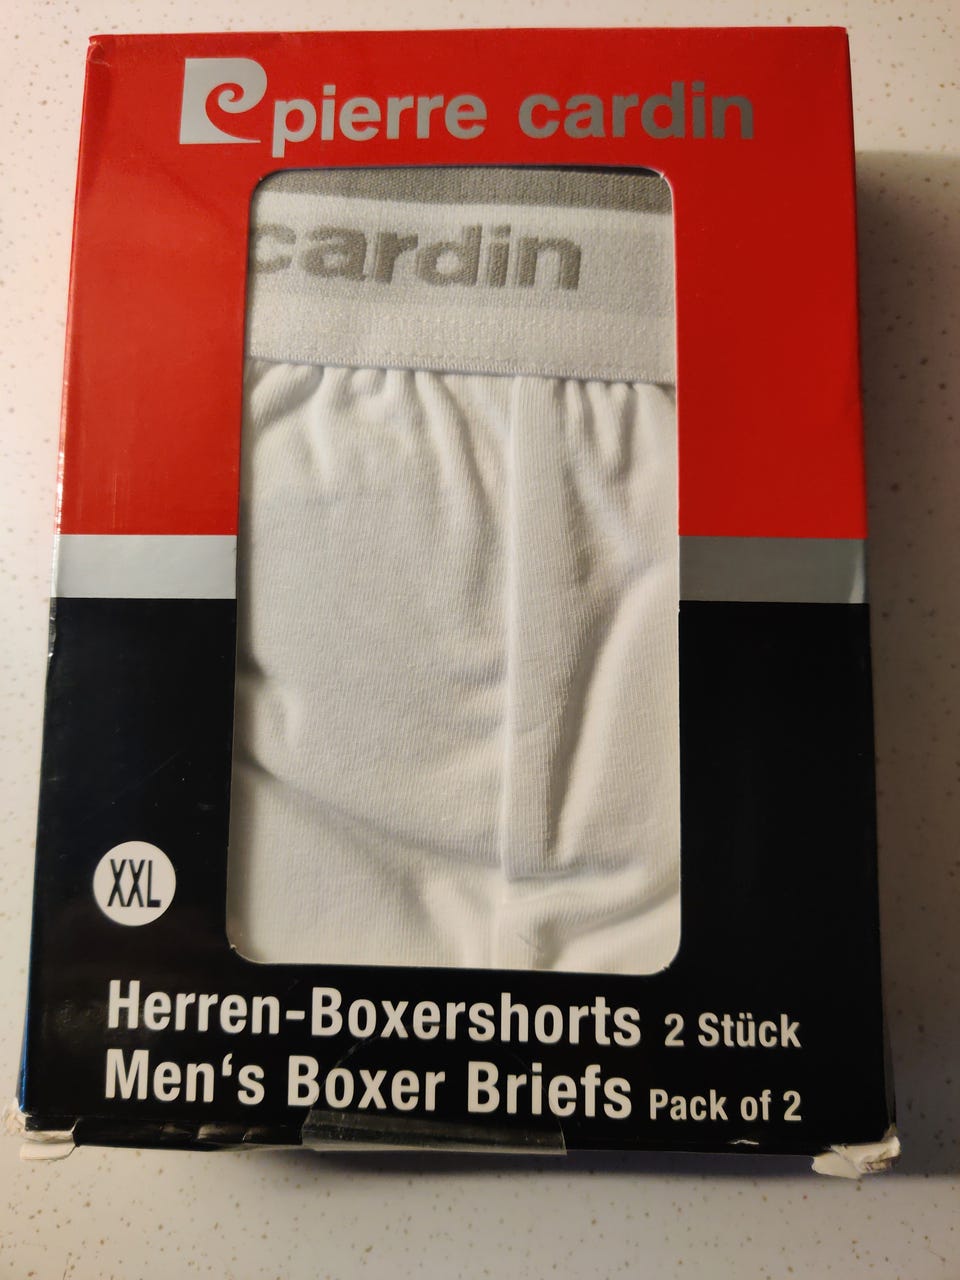 pierre cardin
cardin
XXL
Herren-Boxershorts 2 Stück
Men‘s Boxer Briefs Pack of 2